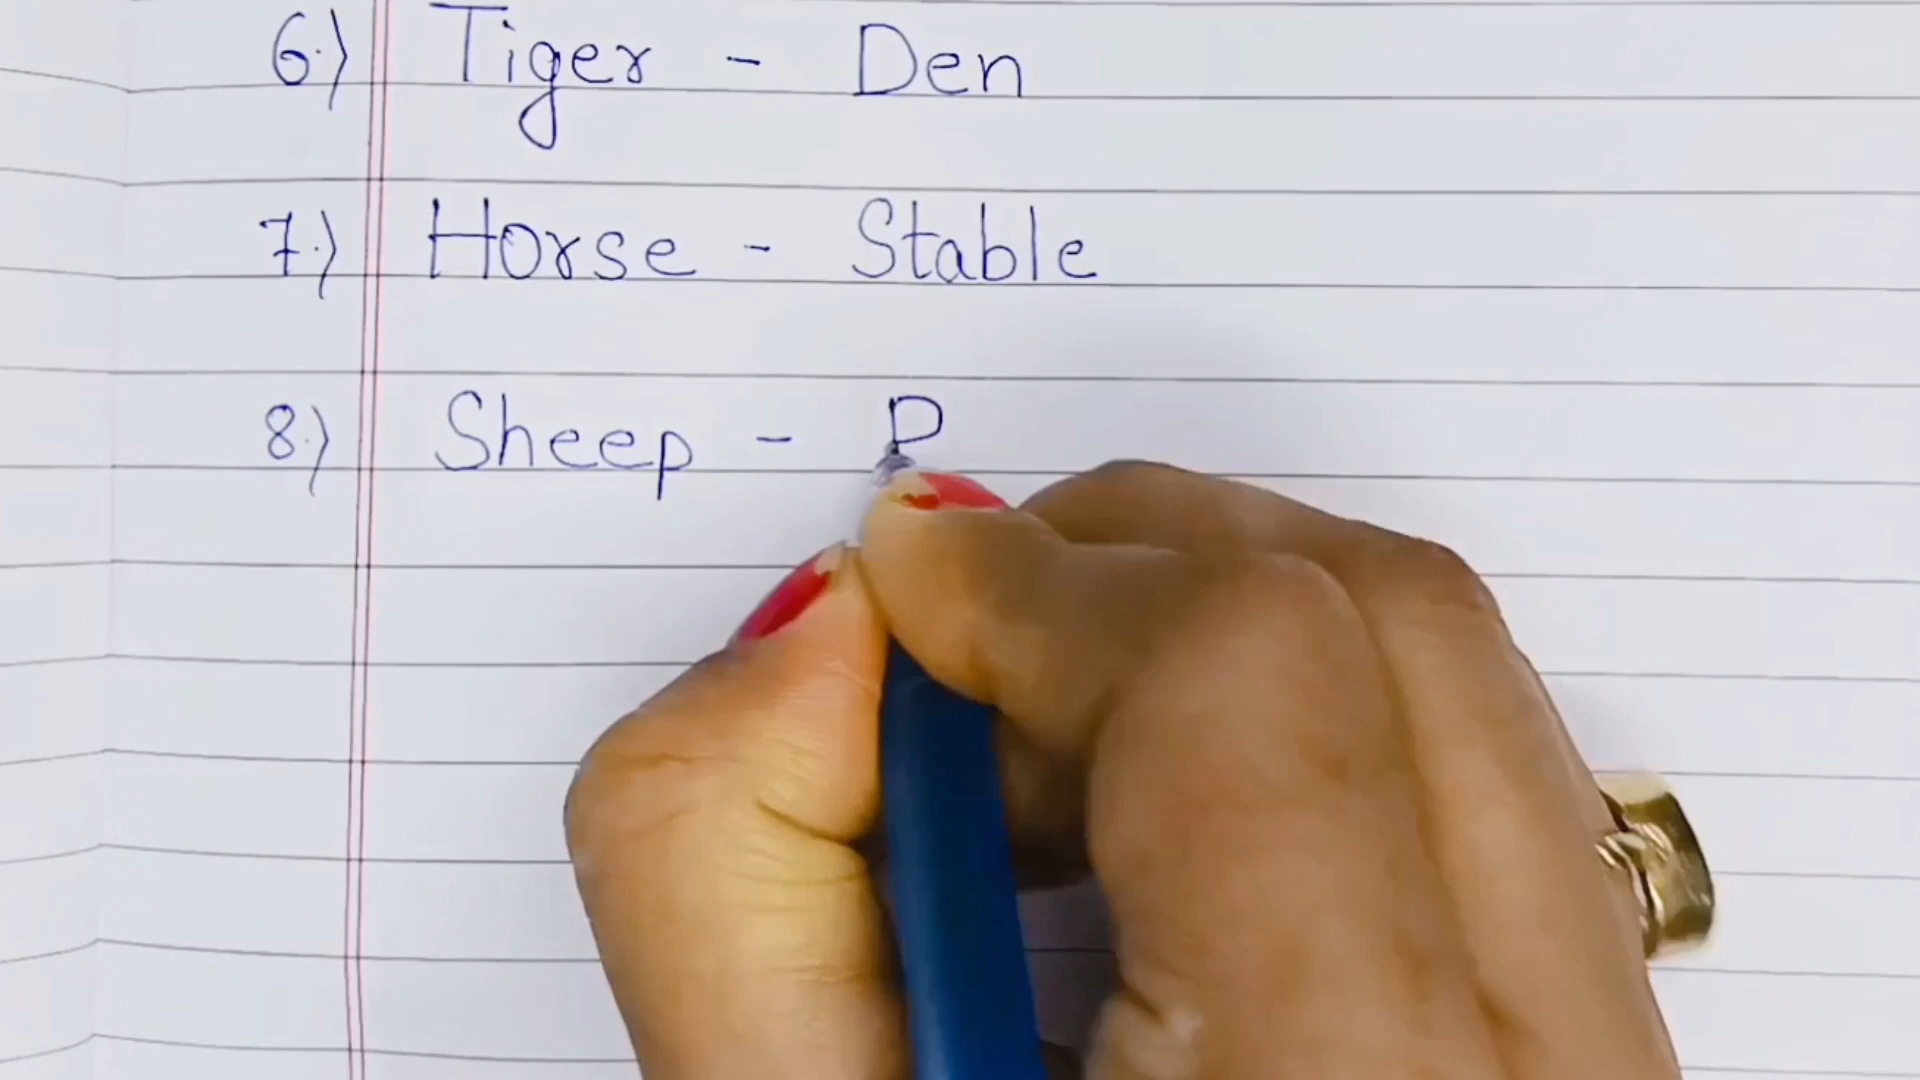 6.) Tiger - Den
7.) Horse - Stable
8.) Sheep - P